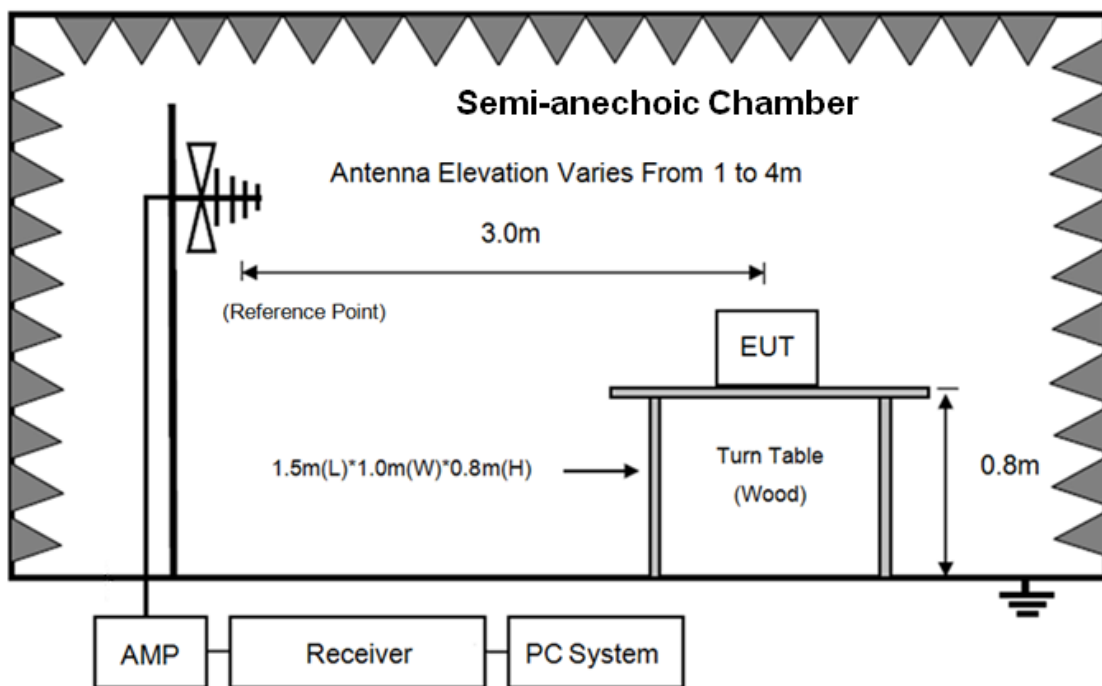 Semi-anechoic Chamber
Antenna Elevation Varies From 1 to 4m
3.0m
(Reference Point)
EUT
1.5m(L)*1.0m(W)*0.8m(H)
Turn Table
(Wood)
0.8m
AMP
Receiver
PC System